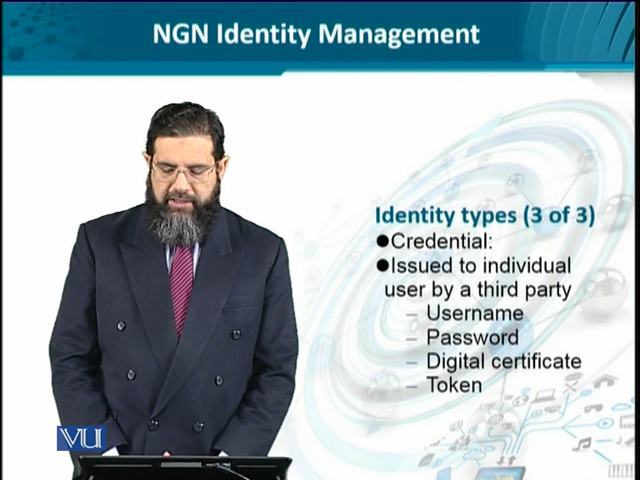 NGN Identity Management
Identity types (3 of 3)
●Credential:
●Issued to individual
user by a third party
– Username
– Password
– Digital certificate
– Token
VU